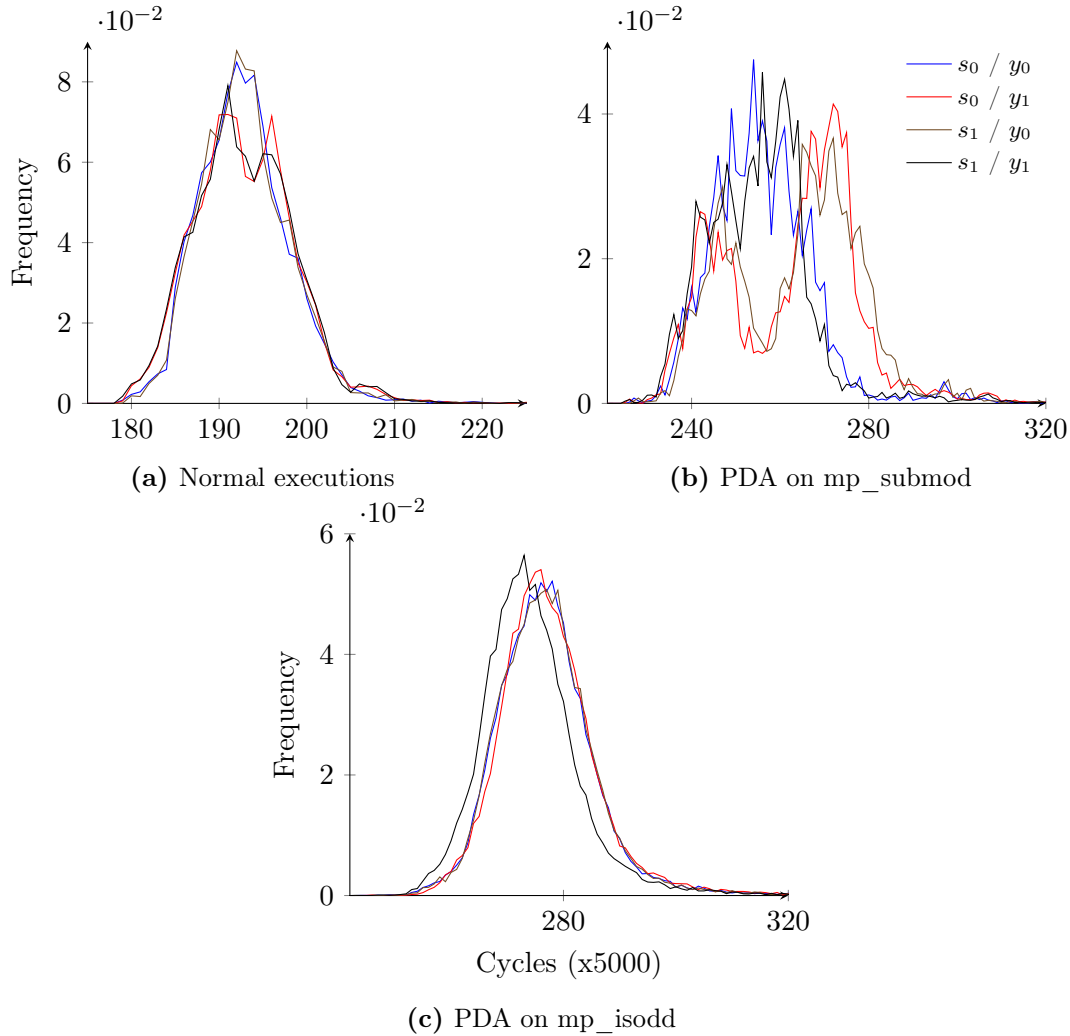 ·10⁻²
Frequency
8
6
4
2
0
180 190 200 210 220
(a) Normal executions
·10⁻²
4
2
0
240 280 320
s₀ / y₀
s₀ / y₁
s₁ / y₀
s₁ / y₁
(b) PDA on mp_submod
·10⁻²
Frequency
6
4
2
0
280 320
Cycles (x5000)
(c) PDA on mp_isodd